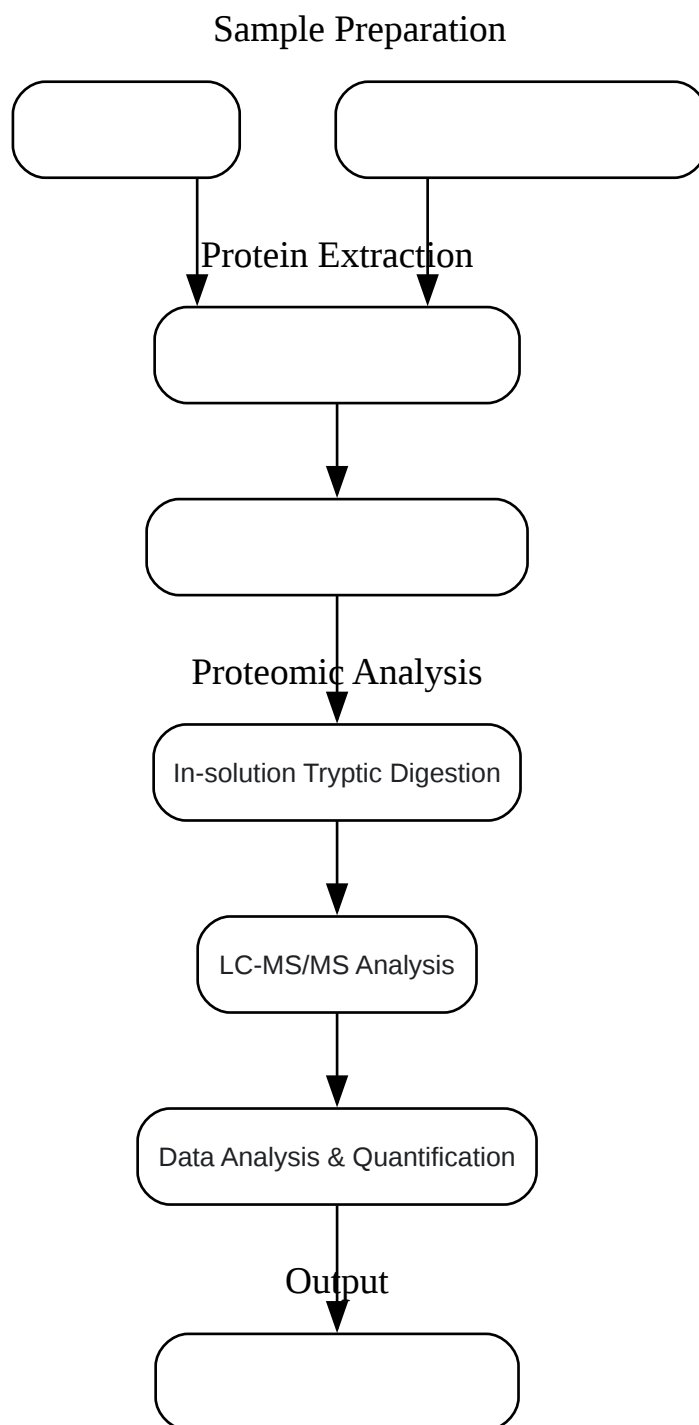 Sample Preparation
Protein Extraction
Proteomic Analysis
In-solution Tryptic Digestion
LC-MS/MS Analysis
Data Analysis & Quantification
Output